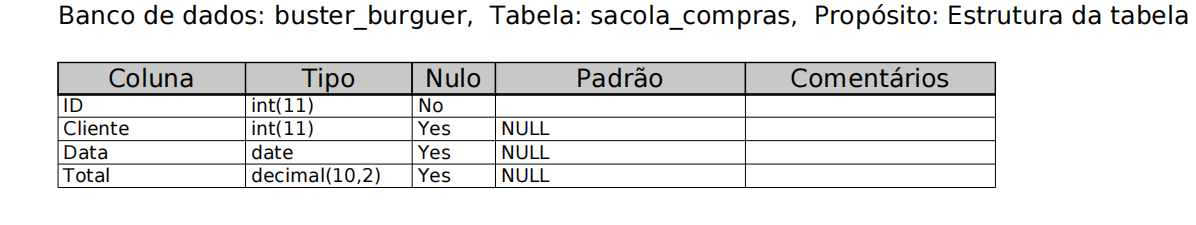 Banco de dados: buster_burguer, Tabela: sacola_compras, Propósito: Estrutura da tabela
Coluna Tipo Nulo Padrão Comentários
ID int(11) No
Cliente int(11) Yes NULL
Data date Yes NULL
Total decimal(10,2) Yes NULL